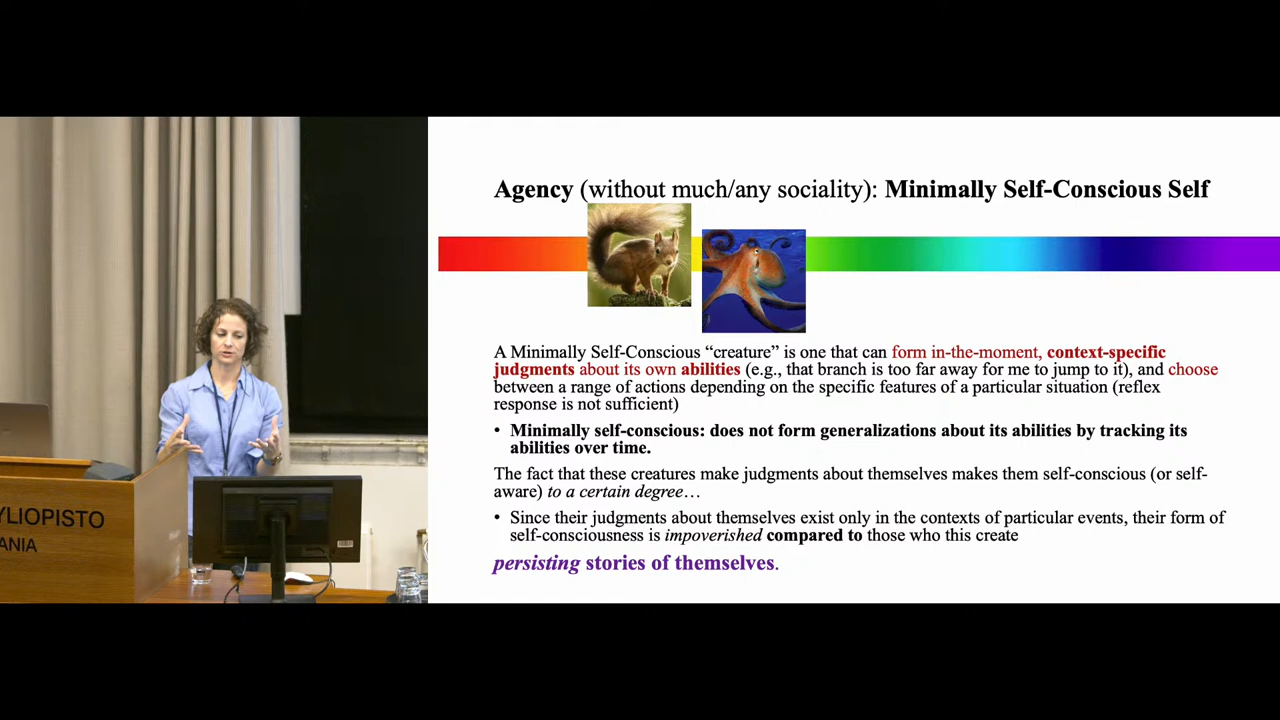 Agency (without much/any sociality): Minimally Self-Conscious Self
A Minimally Self-Conscious “creature” is one that can form in-the-moment, context-specific
judgments about its own abilities (e.g., that branch is too far away for me to jump to it), and choose
between a range of actions depending on the specific features of a particular situation (reflex
response is not sufficient)
• Minimally self-conscious: does not form generalizations about its abilities by tracking its
abilities over time.
The fact that these creatures make judgments about themselves makes them self-conscious (or self-
aware) to a certain degree…
• Since their judgments about themselves exist only in the contexts of particular events, their form of
self-consciousness is impoverished compared to those who this create
persisting stories of themselves.
YLIOPISTO
ANIA